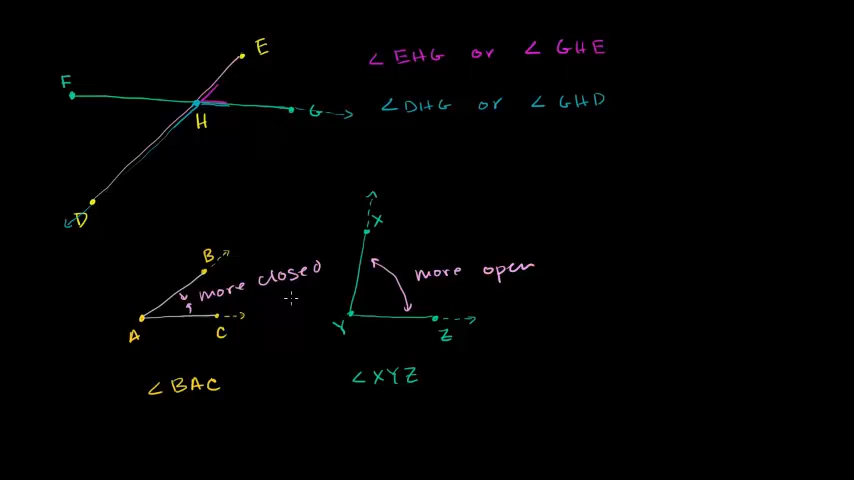 E
∠EHG or ∠GHE
F
∠DHG or ∠GHD
G
H
D
X
B
more closed
more open
A
C
Y
Z
∠BAC
∠XYZ